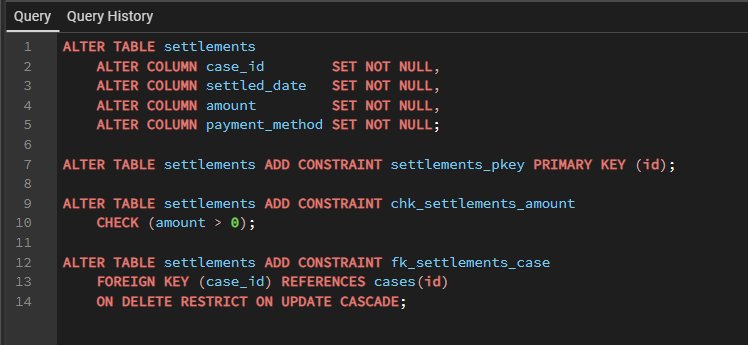 Query Query History
1 ALTER TABLE settlements
2 ALTER COLUMN case_id SET NOT NULL,
3 ALTER COLUMN settled_date SET NOT NULL,
4 ALTER COLUMN amount SET NOT NULL,
5 ALTER COLUMN payment_method SET NOT NULL;
6
7 ALTER TABLE settlements ADD CONSTRAINT settlements_pkey PRIMARY KEY (id);
8
9 ALTER TABLE settlements ADD CONSTRAINT chk_settlements_amount
10 CHECK (amount > 0);
11
12 ALTER TABLE settlements ADD CONSTRAINT fk_settlements_case
13 FOREIGN KEY (case_id) REFERENCES cases(id)
14 ON DELETE RESTRICT ON UPDATE CASCADE;